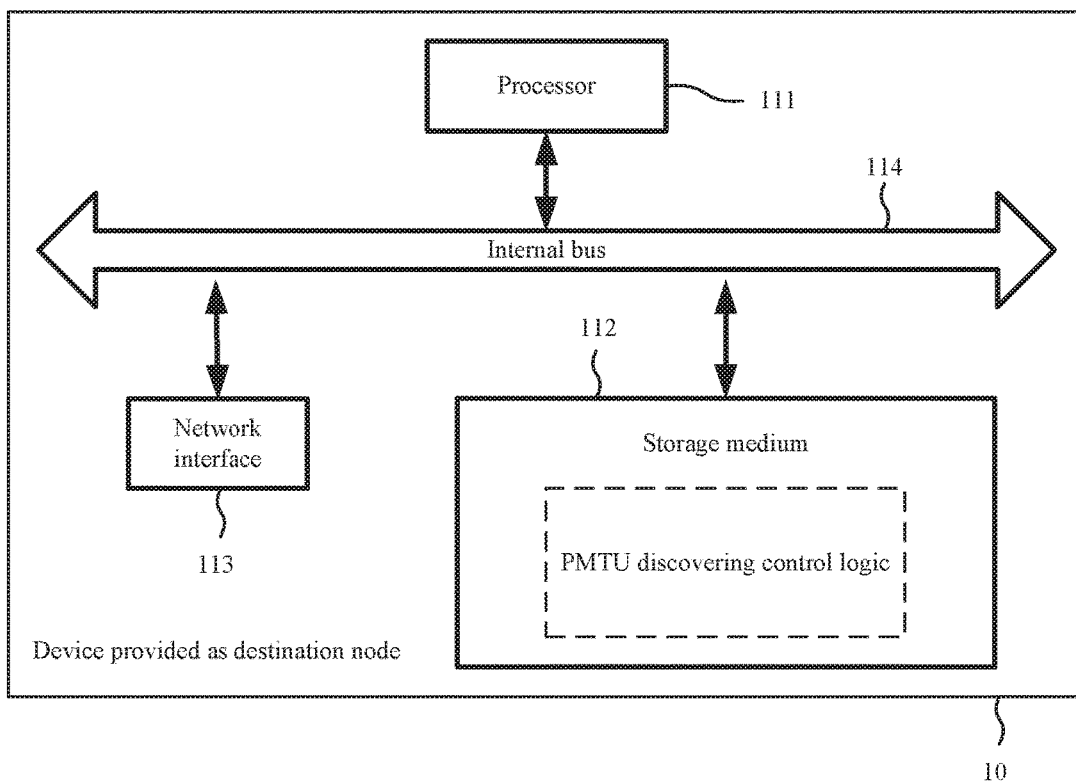 Processor
111
114
Internal bus
112
Network
interface
Storage medium
PMTU discovering control logic
113
Device provided as destination node
10